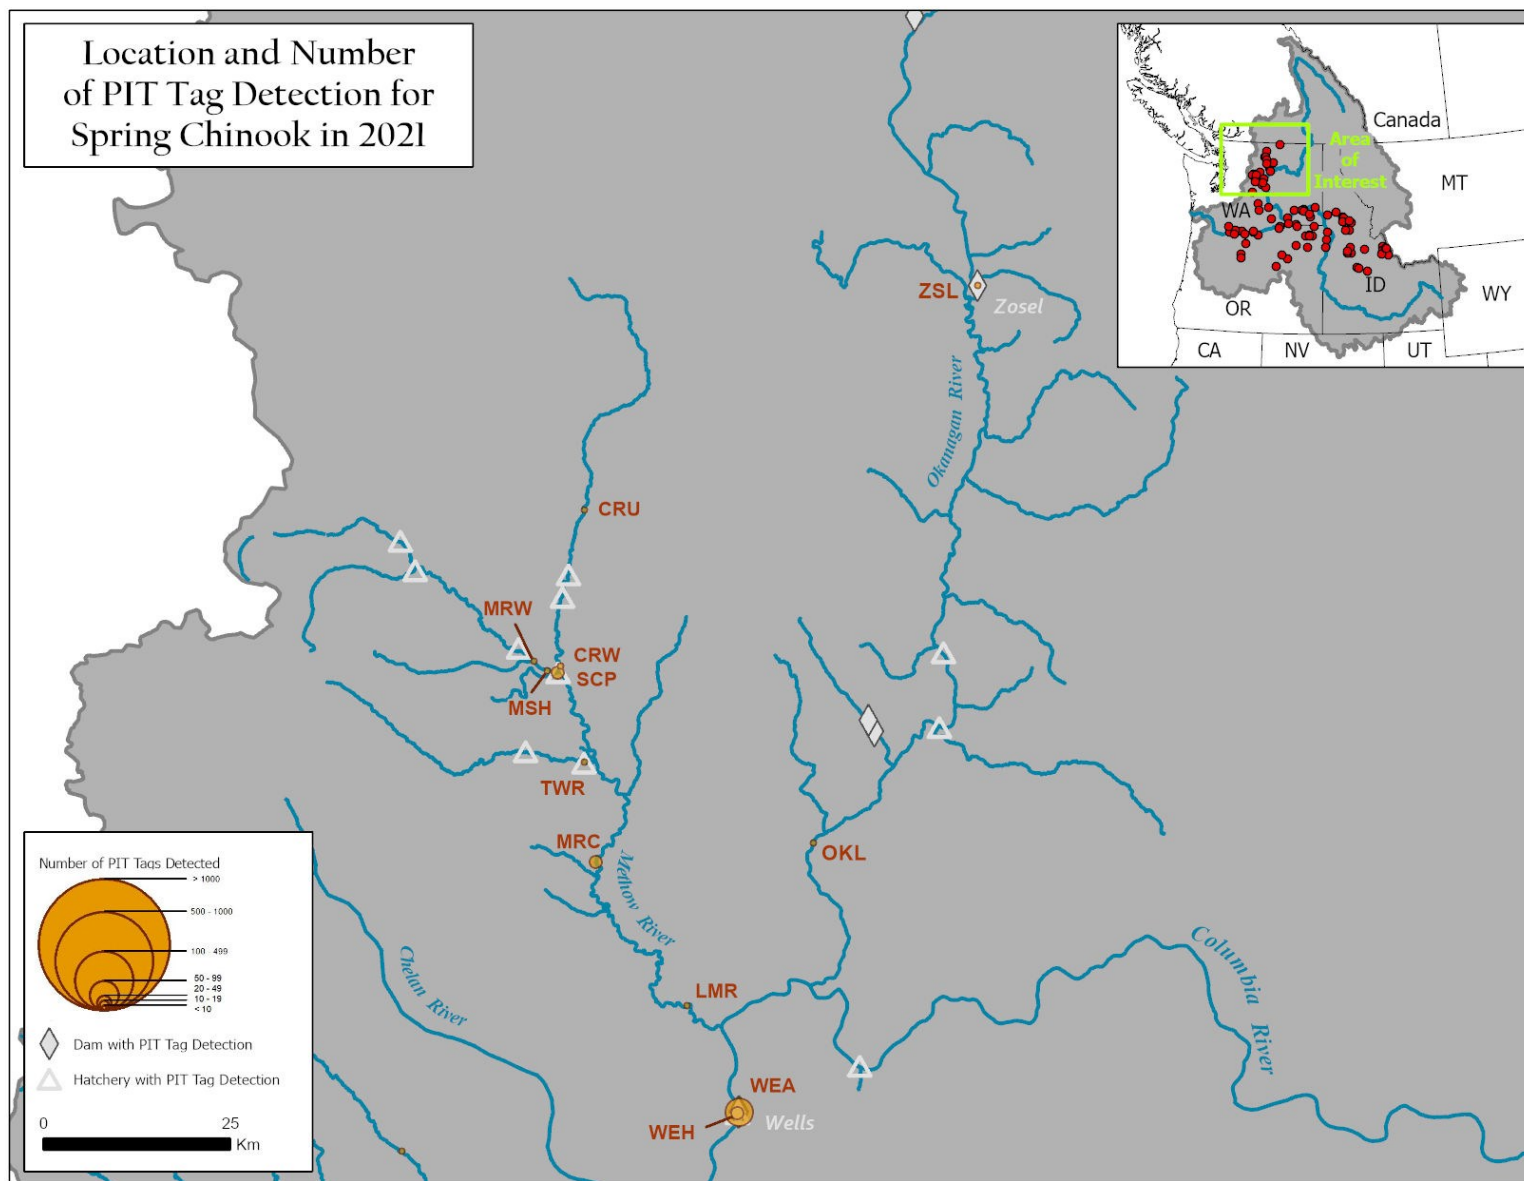 Location and Number
of PIT Tag Detection for
Spring Chinook in 2021
Canada
Area
of
Interest
MT
WA
ID
OR
WY
CA
NV
UT
ZSL
Zosel
Okanagan River
CRU
MRW
CRW
SCP
MSH
TWR
MRC
OKL
Methow River
Chelan River
LMR
Columbia River
WEA
WEH
Wells
Number of PIT Tags Detected
> 1000
500 - 1000
100 - 499
50 - 99
20 - 49
10 - 19
< 10
Dam with PIT Tag Detection
Hatchery with PIT Tag Detection
0 25
Km